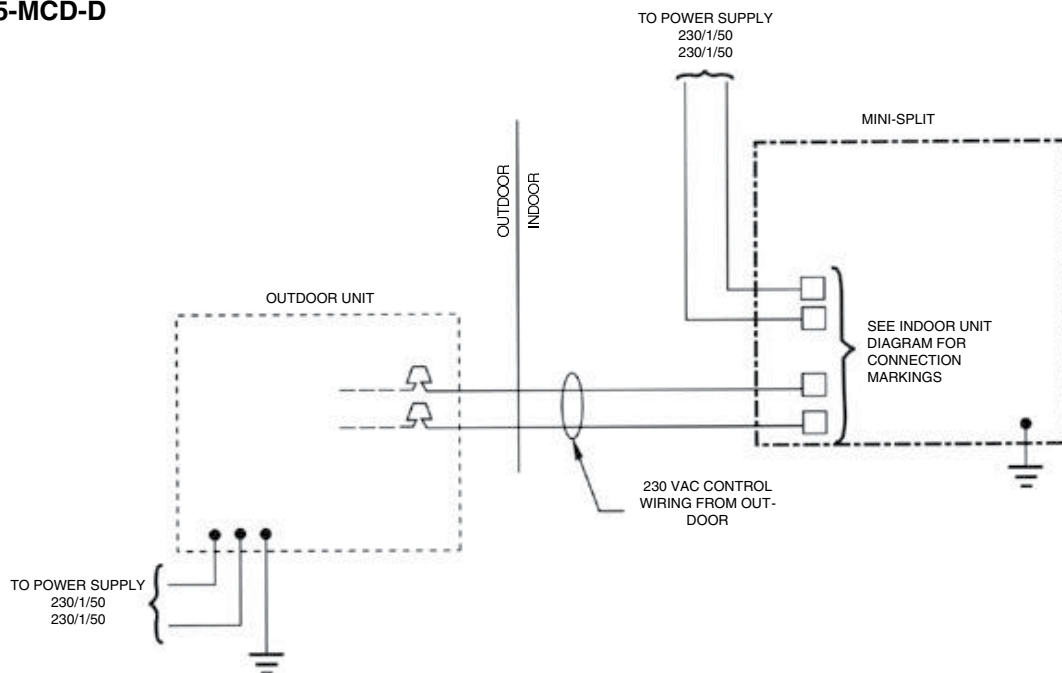 5-MCD-D
TO POWER SUPPLY
230/1/50
230/1/50
MINI-SPLIT
OUTDOOR
INDOOR
OUTDOOR UNIT
SEE INDOOR UNIT
DIAGRAM FOR
CONNECTION
MARKINGS
230 VAC CONTROL
WIRING FROM OUT-
DOOR
TO POWER SUPPLY
230/1/50
230/1/50